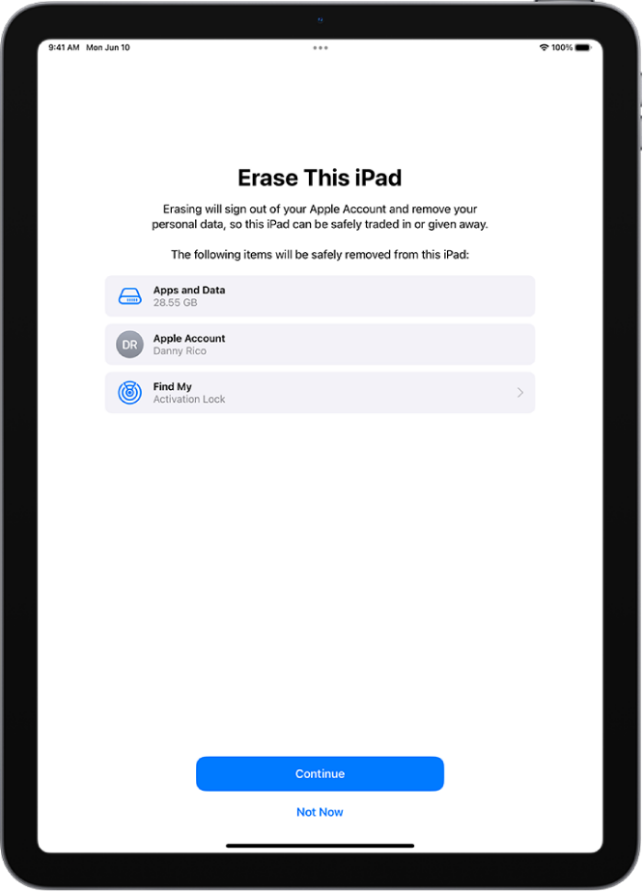 9:41 AM Mon Jun 10
100%
Erase This iPad
Erasing will sign out of your Apple Account and remove your
personal data, so this iPad can be safely traded in or given away.
The following items will be safely removed from this iPad:
Apps and Data
28.55 GB
DR
Apple Account
Danny Rico
Find My
Activation Lock
Continue
Not Now